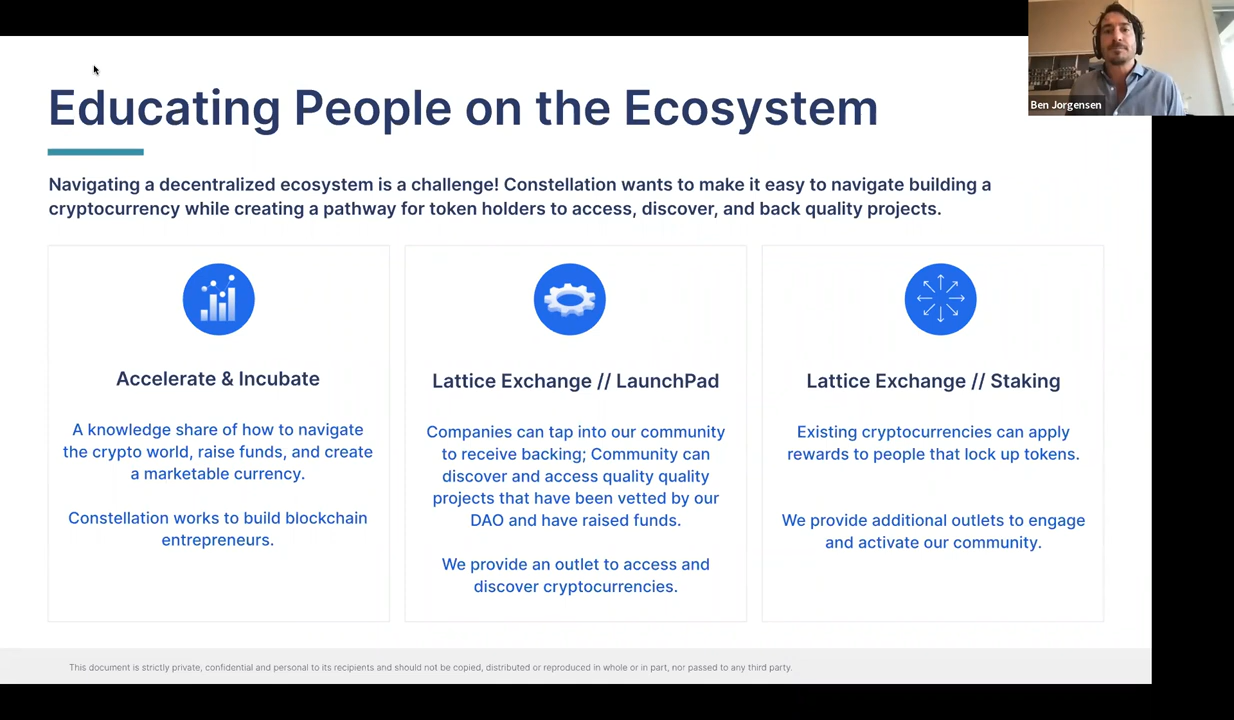 Educating People on the Ecosystem
Ben Jorgensen
Navigating a decentralized ecosystem is a challenge! Constellation wants to make it easy to navigate building a
cryptocurrency while creating a pathway for token holders to access, discover, and back quality projects.
Accelerate & Incubate
A knowledge share of how to navigate
the crypto world, raise funds, and create
a marketable currency.
Constellation works to build blockchain
entrepreneurs.
Lattice Exchange // LaunchPad
Companies can tap into our community
to receive backing; Community can
discover and access quality quality
projects that have been vetted by our
DAO and have raised funds.
We provide an outlet to access and
discover cryptocurrencies.
Lattice Exchange // Staking
Existing cryptocurrencies can apply
rewards to people that lock up tokens.
We provide additional outlets to engage
and activate our community.
This document is strictly private, confidential and personal to its recipients and should not be copied, distributed or reproduced in whole or in part, nor passed to any third party.